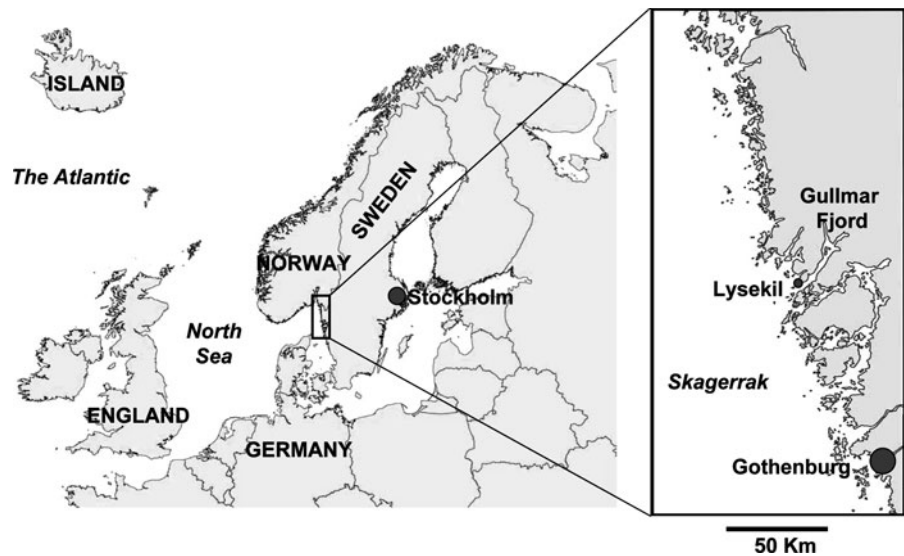 ISLAND
The Atlantic
SWEDEN
NORWAY
Stockholm
North
Sea
ENGLAND
GERMANY
Gullmar
Fjord
Lysekil
Skagerrak
Gothenburg
50 Km